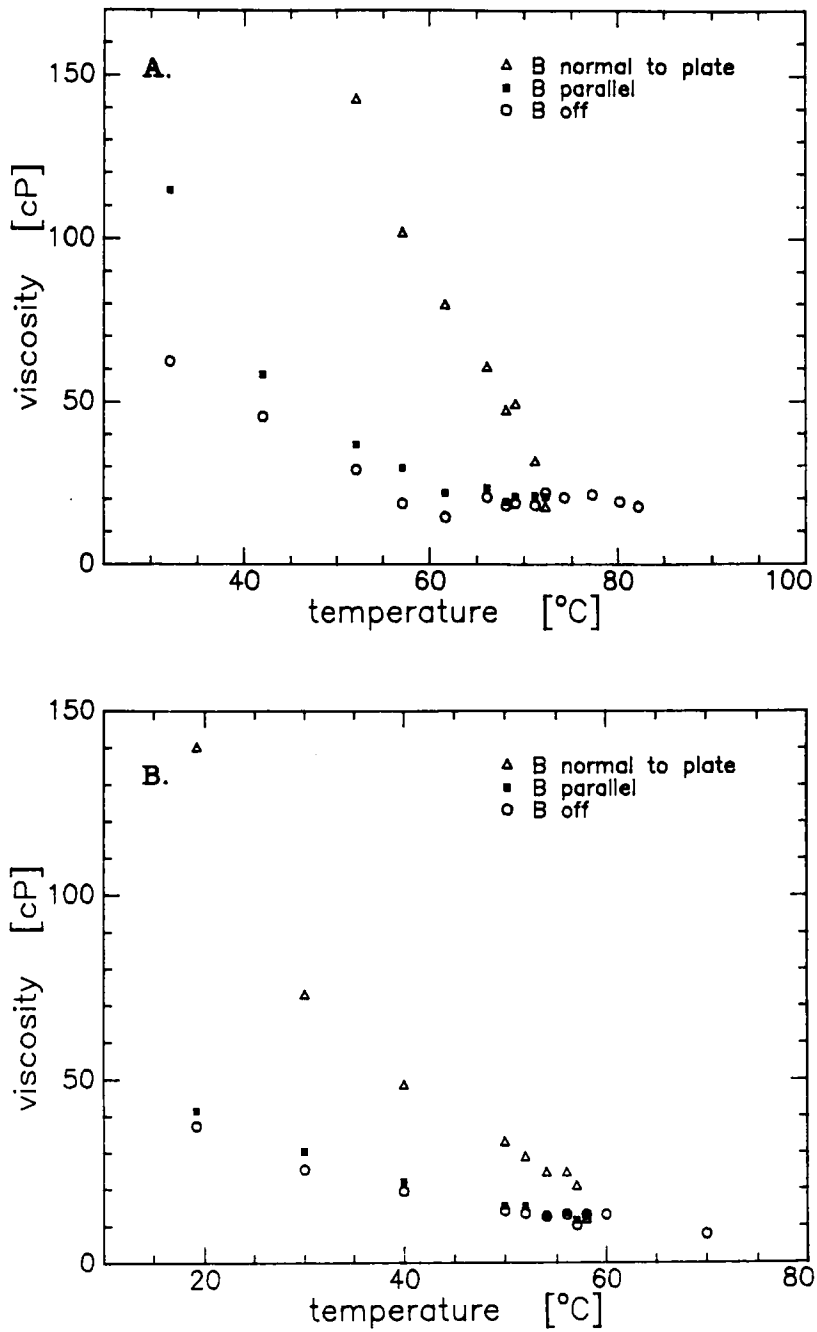 A.
△ B normal to plate
■ B parallel
○ B off
150
100
50
0
viscosity [cP]
40 60 80 100
temperature [°C]
B.
△ B normal to plate
■ B parallel
○ B off
150
100
50
0
viscosity [cP]
20 40 60 80
temperature [°C]